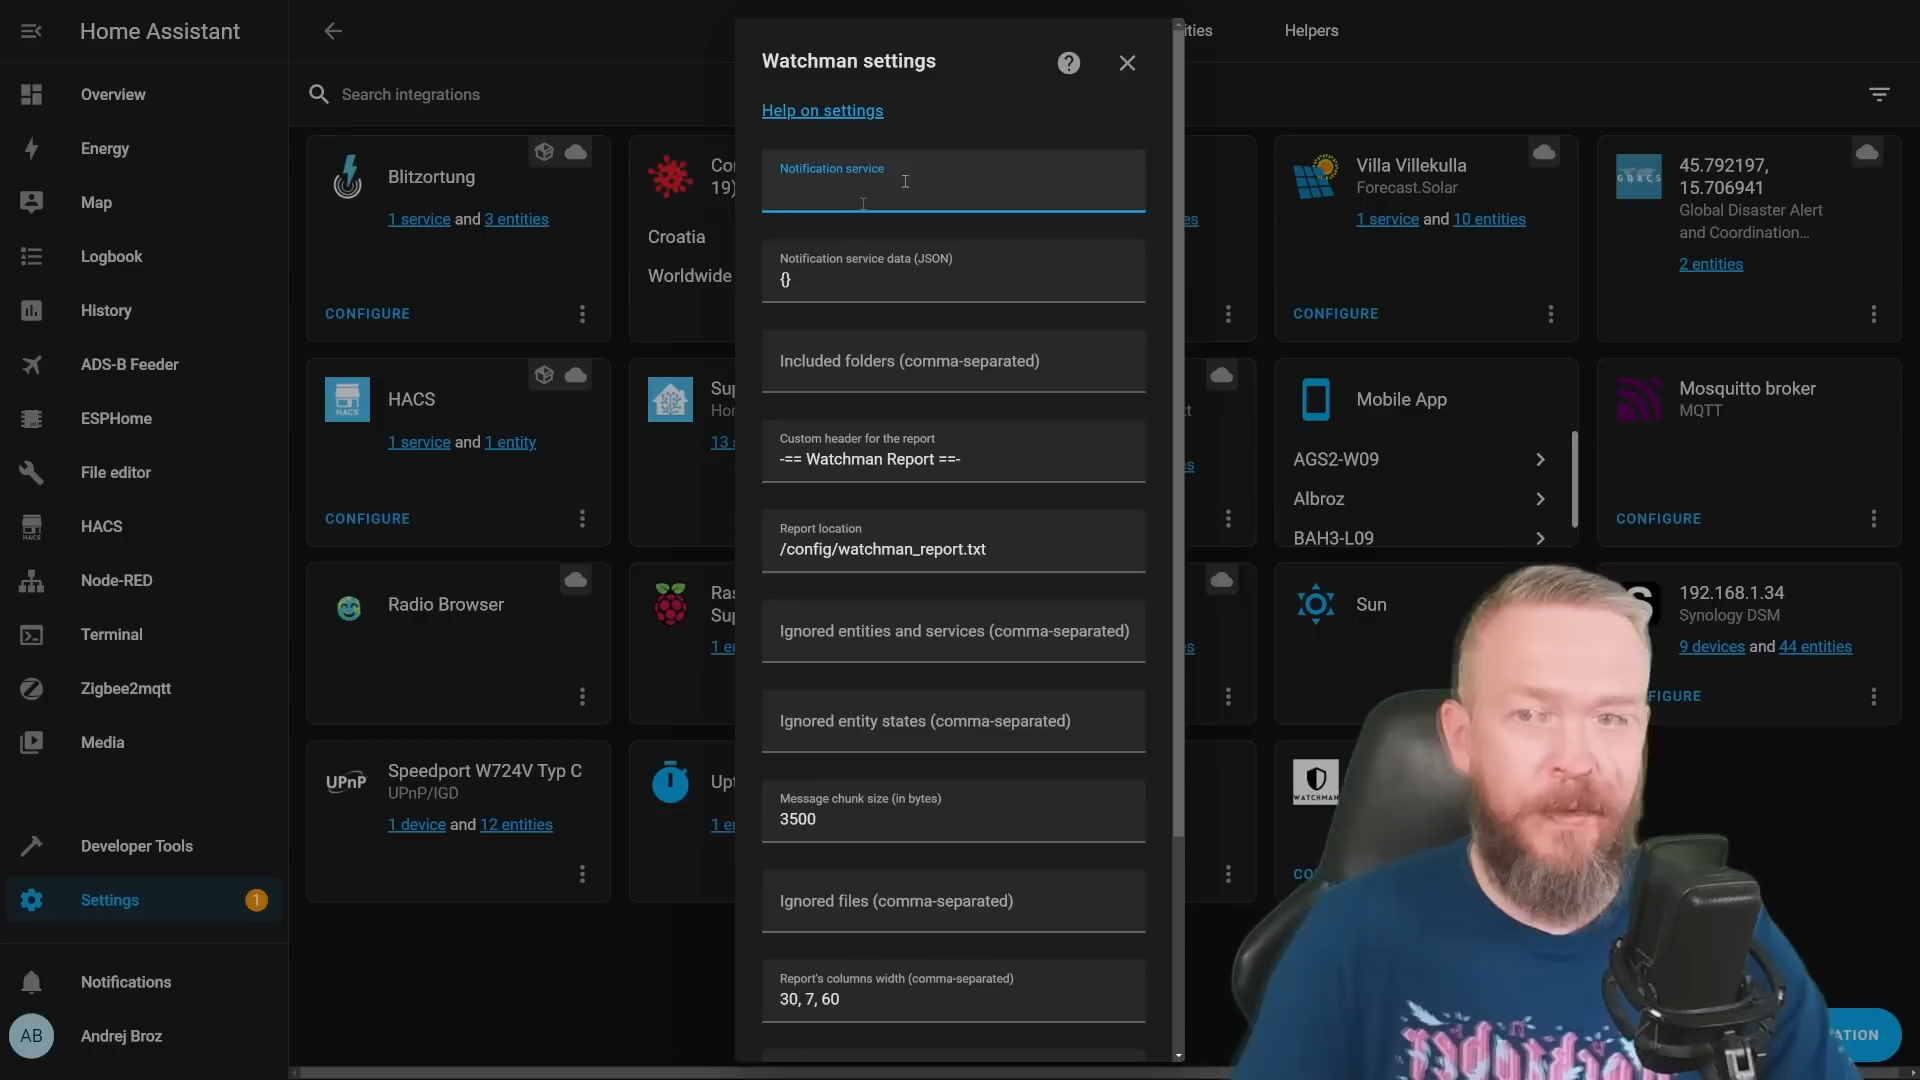 Home Assistant
Overview
Energy
Map
Logbook
History
ADS-B Feeder
ESPHome
File editor
HACS
Node-RED
Terminal
Zigbee2mqtt
Media
Developer Tools
Settings
1
Notifications
AB
Andrej Broz
Helpers
Search integrations
Blitzortung
1 service and 3 entities
CONFIGURE
Croatia
Worldwide
HACS
HACS
1 service and 1 entity
CONFIGURE
Radio Browser
UPnP
Speedport W724V Typ C
UPnP/IGD
1 device and 12 entities
Watchman settings
Help on settings
Notification service
Notification service data (JSON)
{}
Included folders (comma-separated)
Custom header for the report
-== Watchman Report ==-
Report location
/config/watchman_report.txt
Ignored entities and services (comma-separated)
Ignored entity states (comma-separated)
Message chunk size (in bytes)
3500
Ignored files (comma-separated)
Report's columns width (comma-separated)
30, 7, 60
Villa Villekulla
Forecast.Solar
1 service and 10 entities
CONFIGURE
GDACS
45.792197,
15.706941
Global Disaster Alert
and Coordination...
2 entities
Mobile App
AGS2-W09
Albroz
BAH3-L09
Mosquitto broker
MQTT
CONFIGURE
Sun
192.168.1.34
Synology DSM
9 devices and 44 entities
WATCHMAN